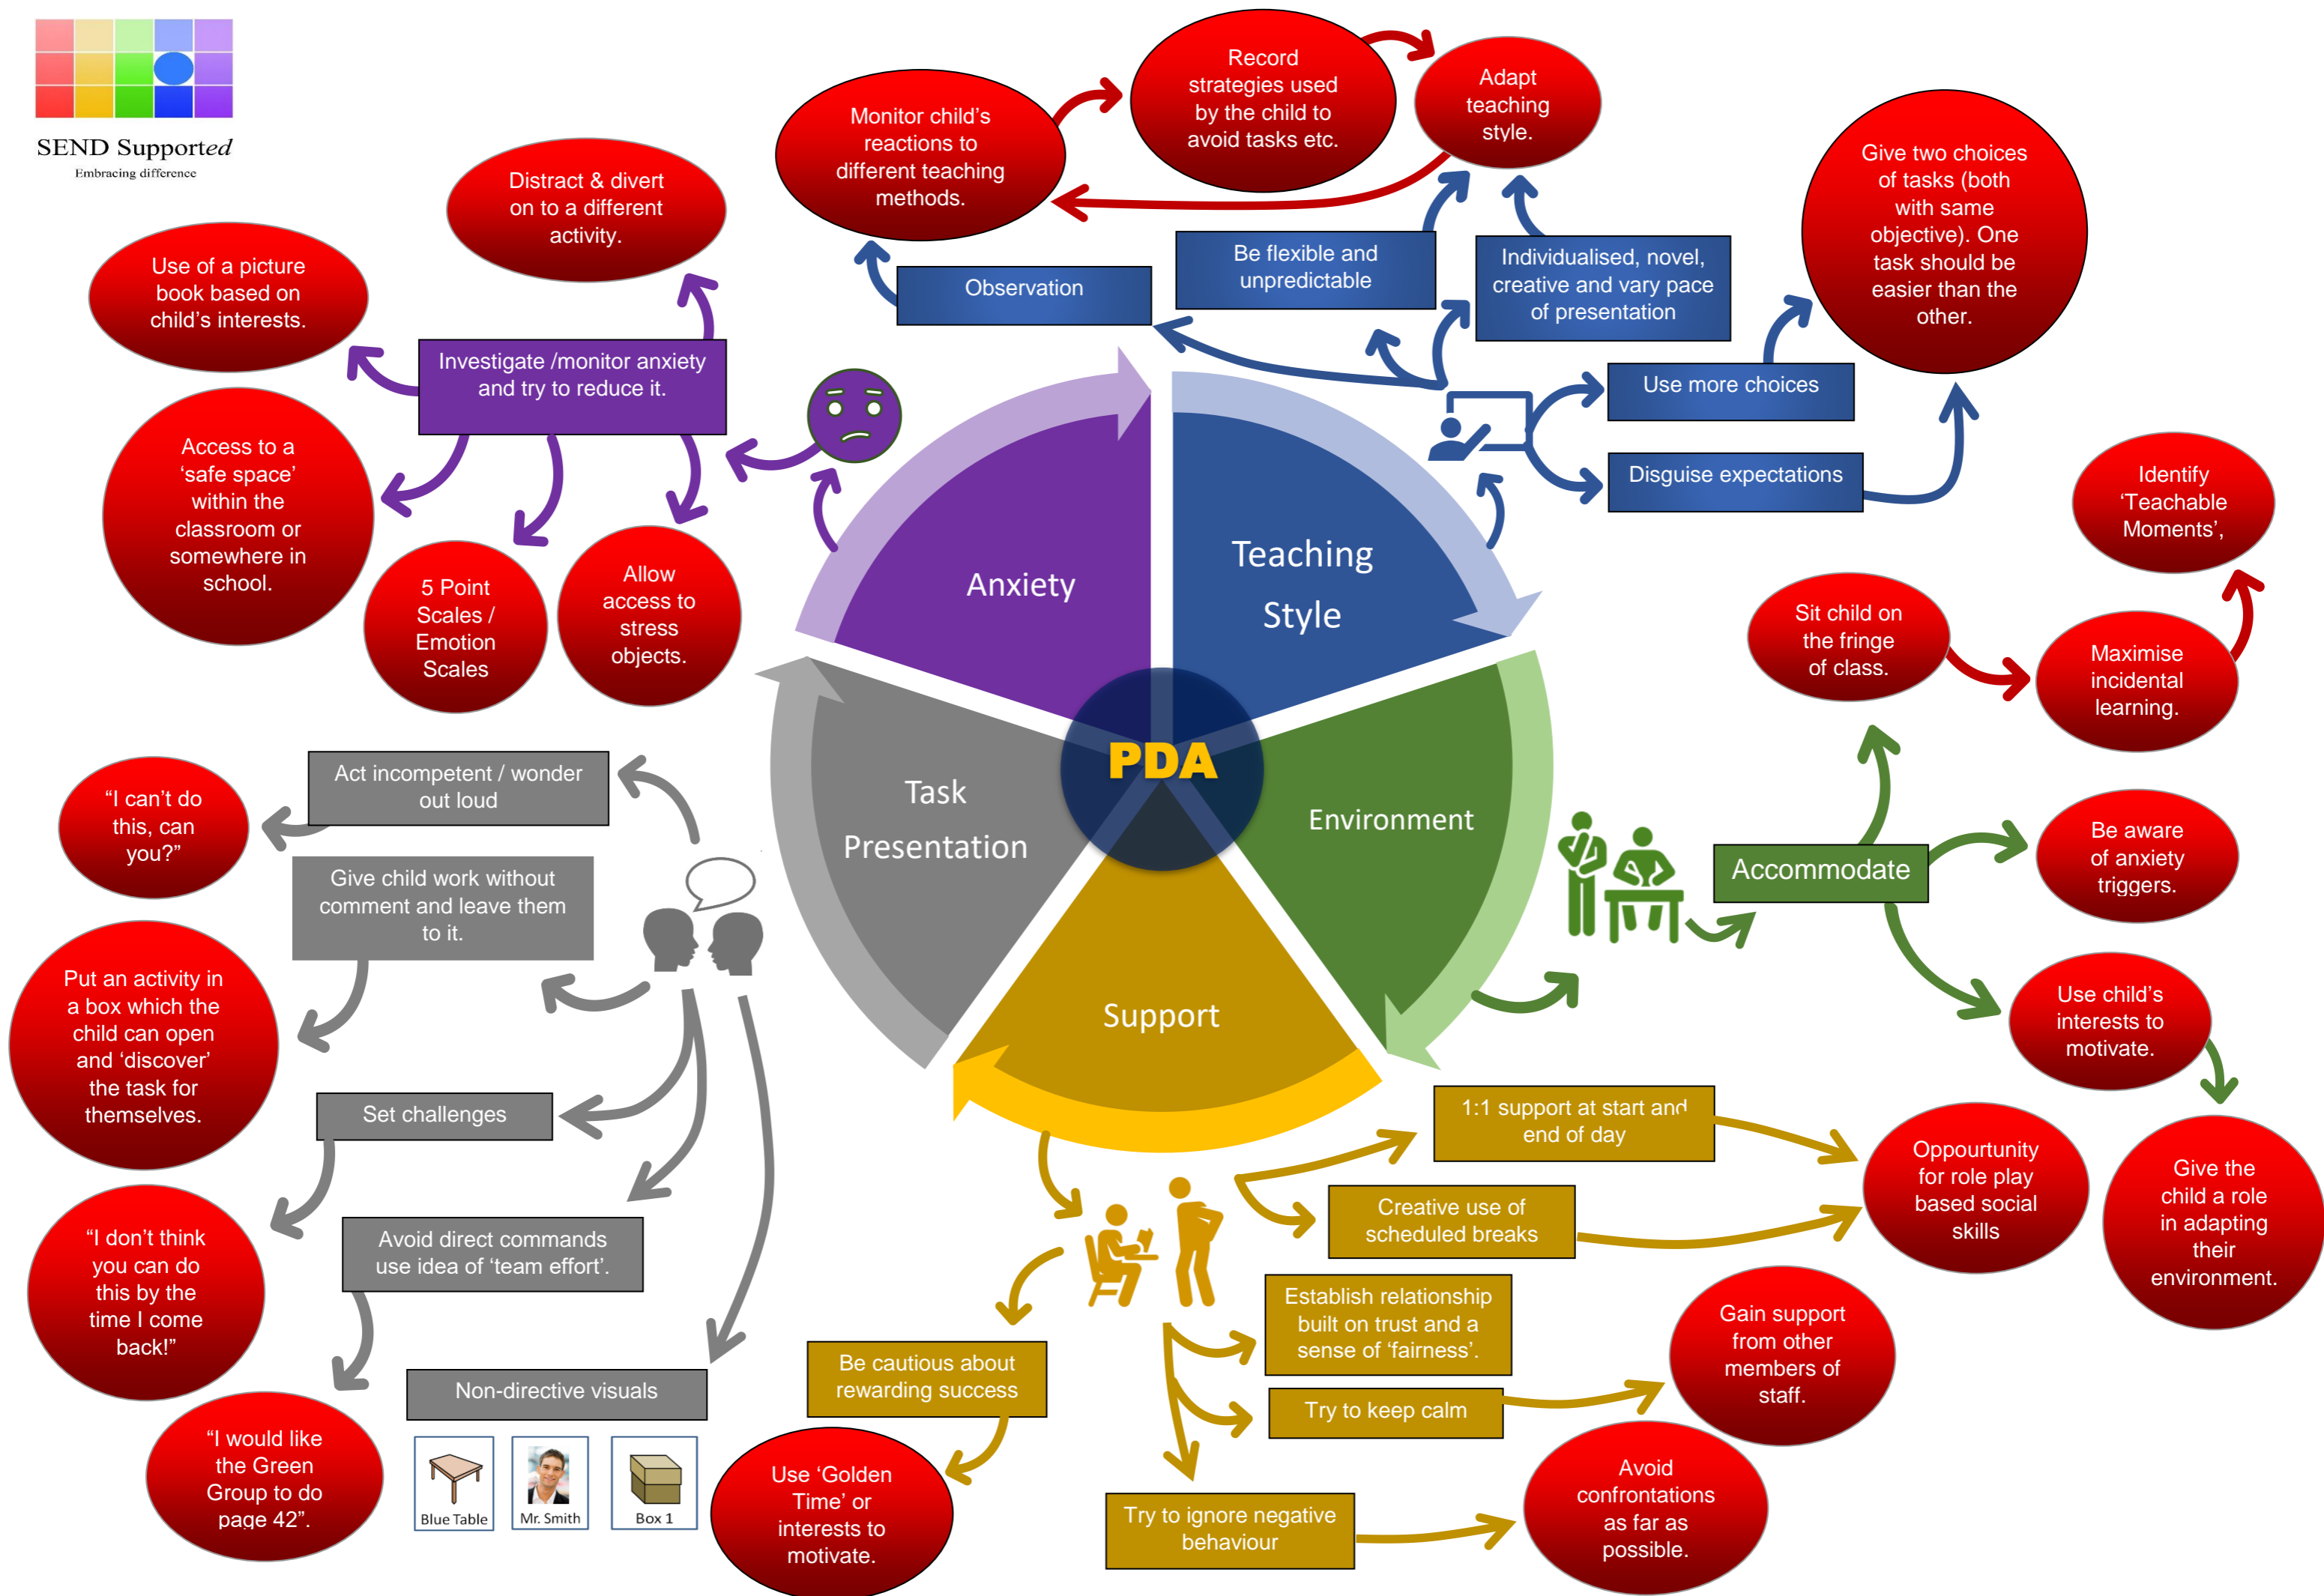 SEND Supported
Embracing difference
Record
strategies used
by the child to
avoid tasks etc.
Adapt
teaching
style.
Monitor child's
reactions to
different teaching
methods.
Give two choices
of tasks (both
with same
objective). One
task should be
easier than the
other.
Distract & divert
on to a different
activity.
Use of a picture
book based on
child's interests.
Be flexible and
unpredictable
Individualised, novel,
creative and vary pace
of presentation
Observation
Investigate /monitor anxiety
and try to reduce it.
Use more choices
Disguise expectations
Access to a
'safe space'
within the
classroom or
somewhere in
school.
5 Point
Scales /
Emotion
Scales
Allow
access to
stress
objects.
Identify
'Teachable
Moments',
Sit child on
the fringe
of class.
Maximise
incidental
learning.
Anxiety
Teaching
Style
PDA
Task
Presentation
Environment
Support
Act incompetent / wonder
out loud
"I can't do
this, can
you?"
Give child work without
comment and leave them
to it.
Put an activity in
a box which the
child can open
and 'discover'
the task for
themselves.
Set challenges
"I don't think
you can do
this by the
time I come
back!"
Avoid direct commands
use idea of 'team effort'.
"I would like
the Green
Group to do
page 42".
Non-directive visuals
Blue Table
Mr. Smith
Box 1
Accommodate
Be aware
of anxiety
triggers.
Use child's
interests to
motivate.
Give the
child a role
in adapting
their
environment.
1:1 support at start and
end of day
Creative use of
scheduled breaks
Oppourtunity
for role play
based social
skills
Establish relationship
built on trust and a
sense of 'fairness'.
Try to keep calm
Gain support
from other
members of
staff.
Be cautious about
rewarding success
Use 'Golden
Time' or
interests to
motivate.
Try to ignore negative
behaviour
Avoid
confrontations
as far as
possible.